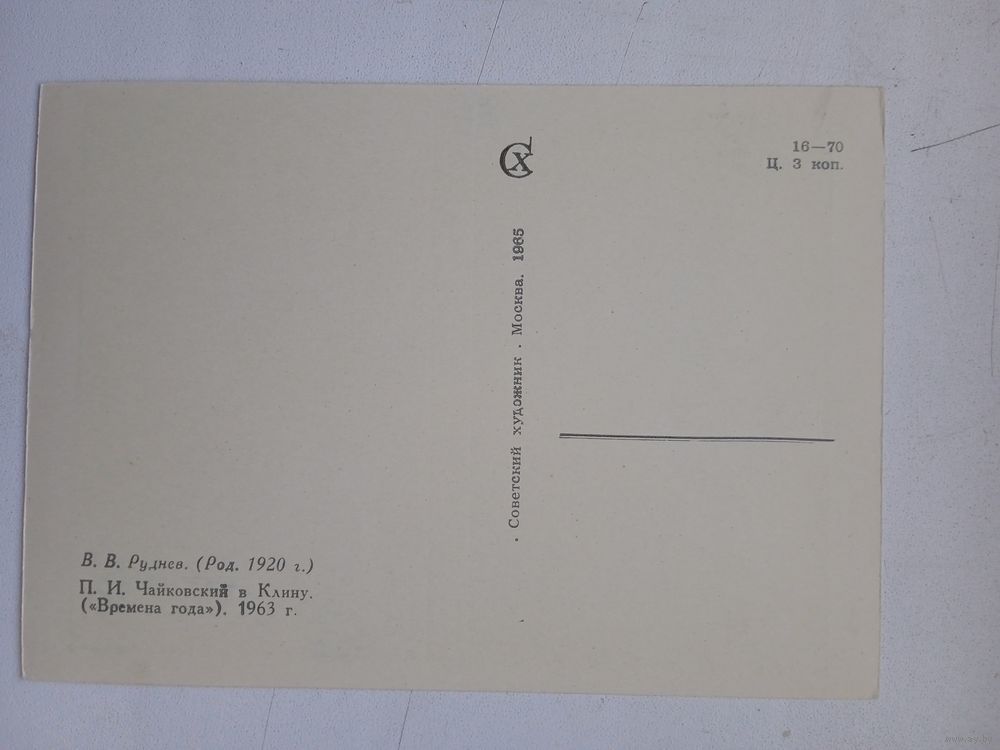 СХ
16—70
Ц. 3 коп.
• Советский художник . Москва. 1965
В. В. Руднев. (Род. 1920 г.)
П. И. Чайковский в Клину.
(«Времена года»). 1963 г.